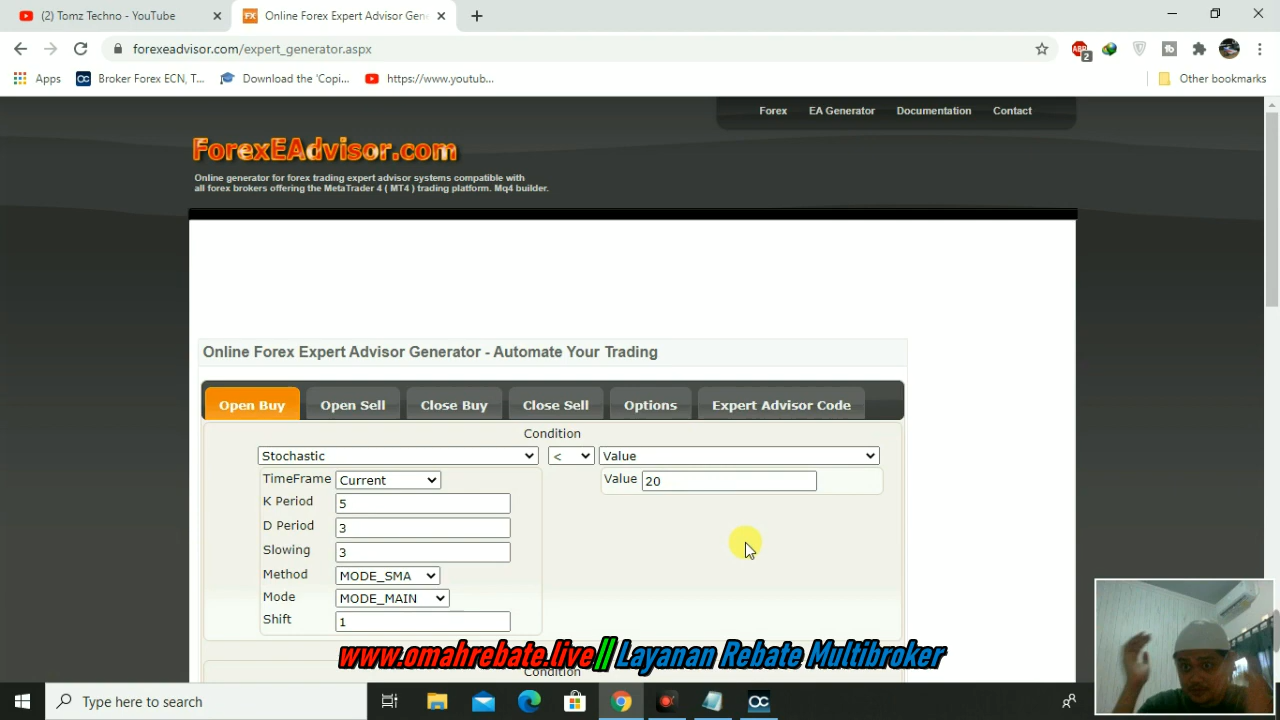 (2) Tomz Techno - YouTube
Online Forex Expert Advisor Gen
forexeadvisor.com/expert_generator.aspx
ABP
2
Apps
Broker Forex ECN, T...
Download the 'Copi...
https://www.youtub...
Other bookmarks
Forex
EA Generator
Documentation
Contact
ForexEAdvisor.com
Online generator for forex trading expert advisor systems compatible with
all forex brokers offering the MetaTrader 4 ( MT4 ) trading platform. Mq4 builder.
Online Forex Expert Advisor Generator - Automate Your Trading
Open Buy
Open Sell
Close Buy
Close Sell
Options
Expert Advisor Code
Condition
Stochastic
<
Value
TimeFrame
Current
Value
20
K Period
5
D Period
3
Slowing
3
Method
MODE_SMA
Mode
MODE_MAIN
Shift
1
www.omahrebate.live|| Layanan Rebate Multibroker
Condition
Type here to search